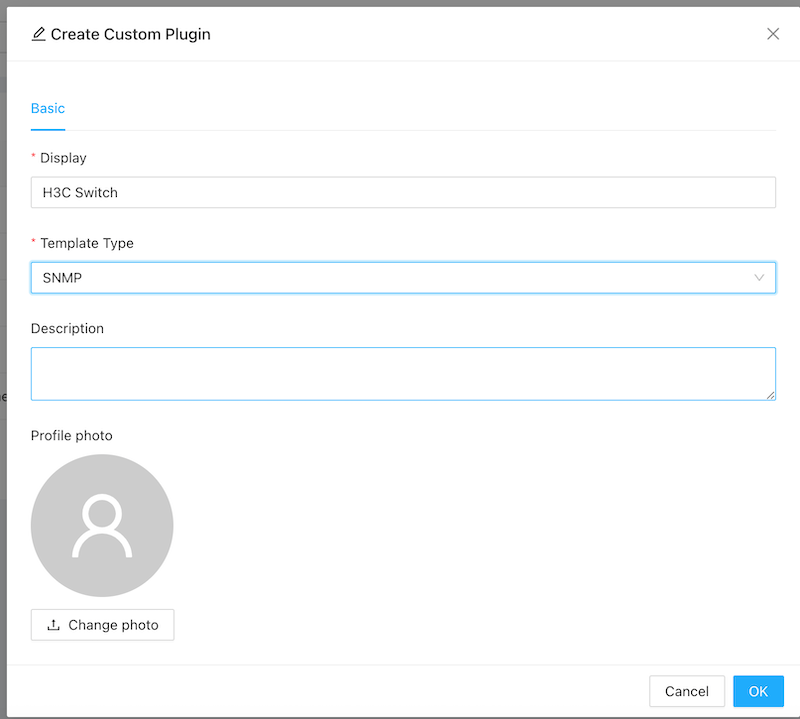 Create Custom Plugin
Basic
* Display
H3C Switch
* Template Type
SNMP
Description
Profile photo
Change photo
Cancel
OK